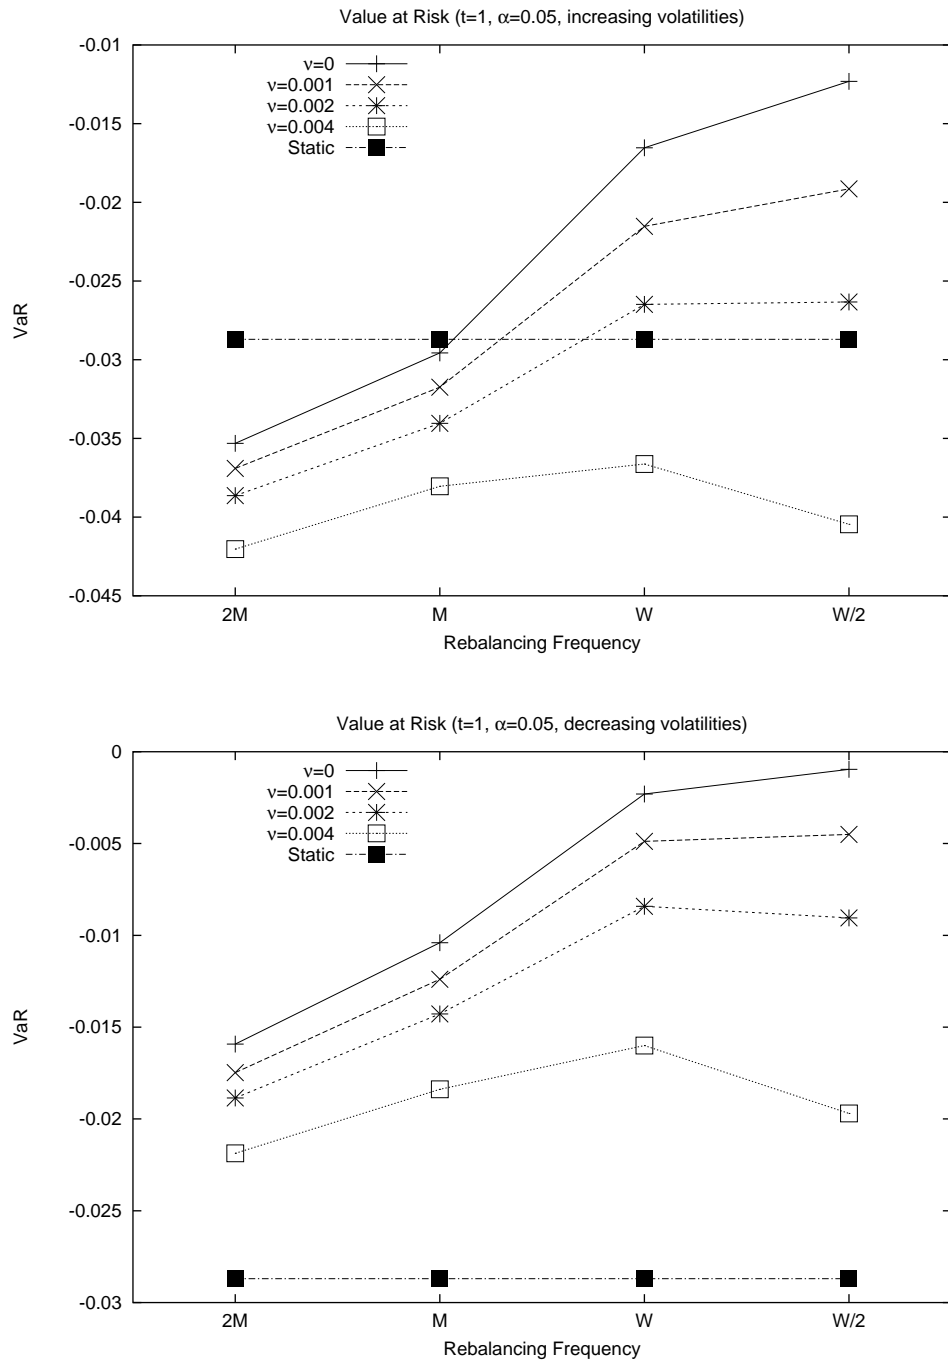 Value at Risk (t=1, α=0.05, increasing volatilities)
-0.01
-0.015
-0.02
-0.025
-0.03
-0.035
-0.04
-0.045
VaR
ν=0
ν=0.001
ν=0.002
ν=0.004
Static
2M M W W/2
Rebalancing Frequency
Value at Risk (t=1, α=0.05, decreasing volatilities)
0
-0.005
-0.01
-0.015
-0.02
-0.025
-0.03
VaR
ν=0
ν=0.001
ν=0.002
ν=0.004
Static
2M M W W/2
Rebalancing Frequency